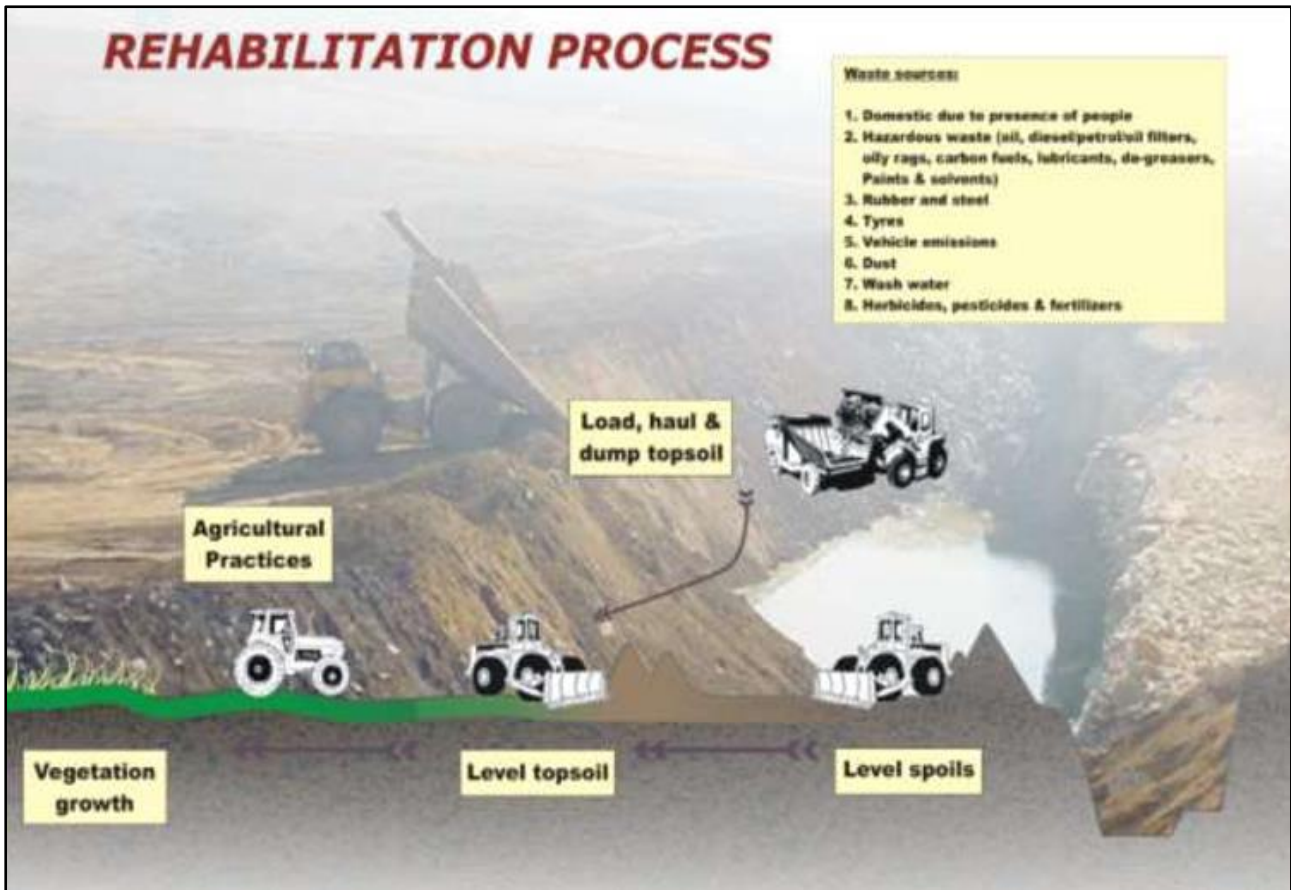 REHABILITATION PROCESS
Waste sources:
1. Domestic due to presence of people
2. Hazardous waste (oil, diesel/petrol/oil filters,
oily rags, carbon fuels, lubricants, de-greasers,
Paints & solvents)
3. Rubber and steel
4. Tyres
5. Vehicle emissions
6. Dust
7. Wash water
8. Herbicides, pesticides & fertilizers
Load, haul &
dump topsoil
Agricultural
Practices
Vegetation
growth
Level topsoil
Level spoils